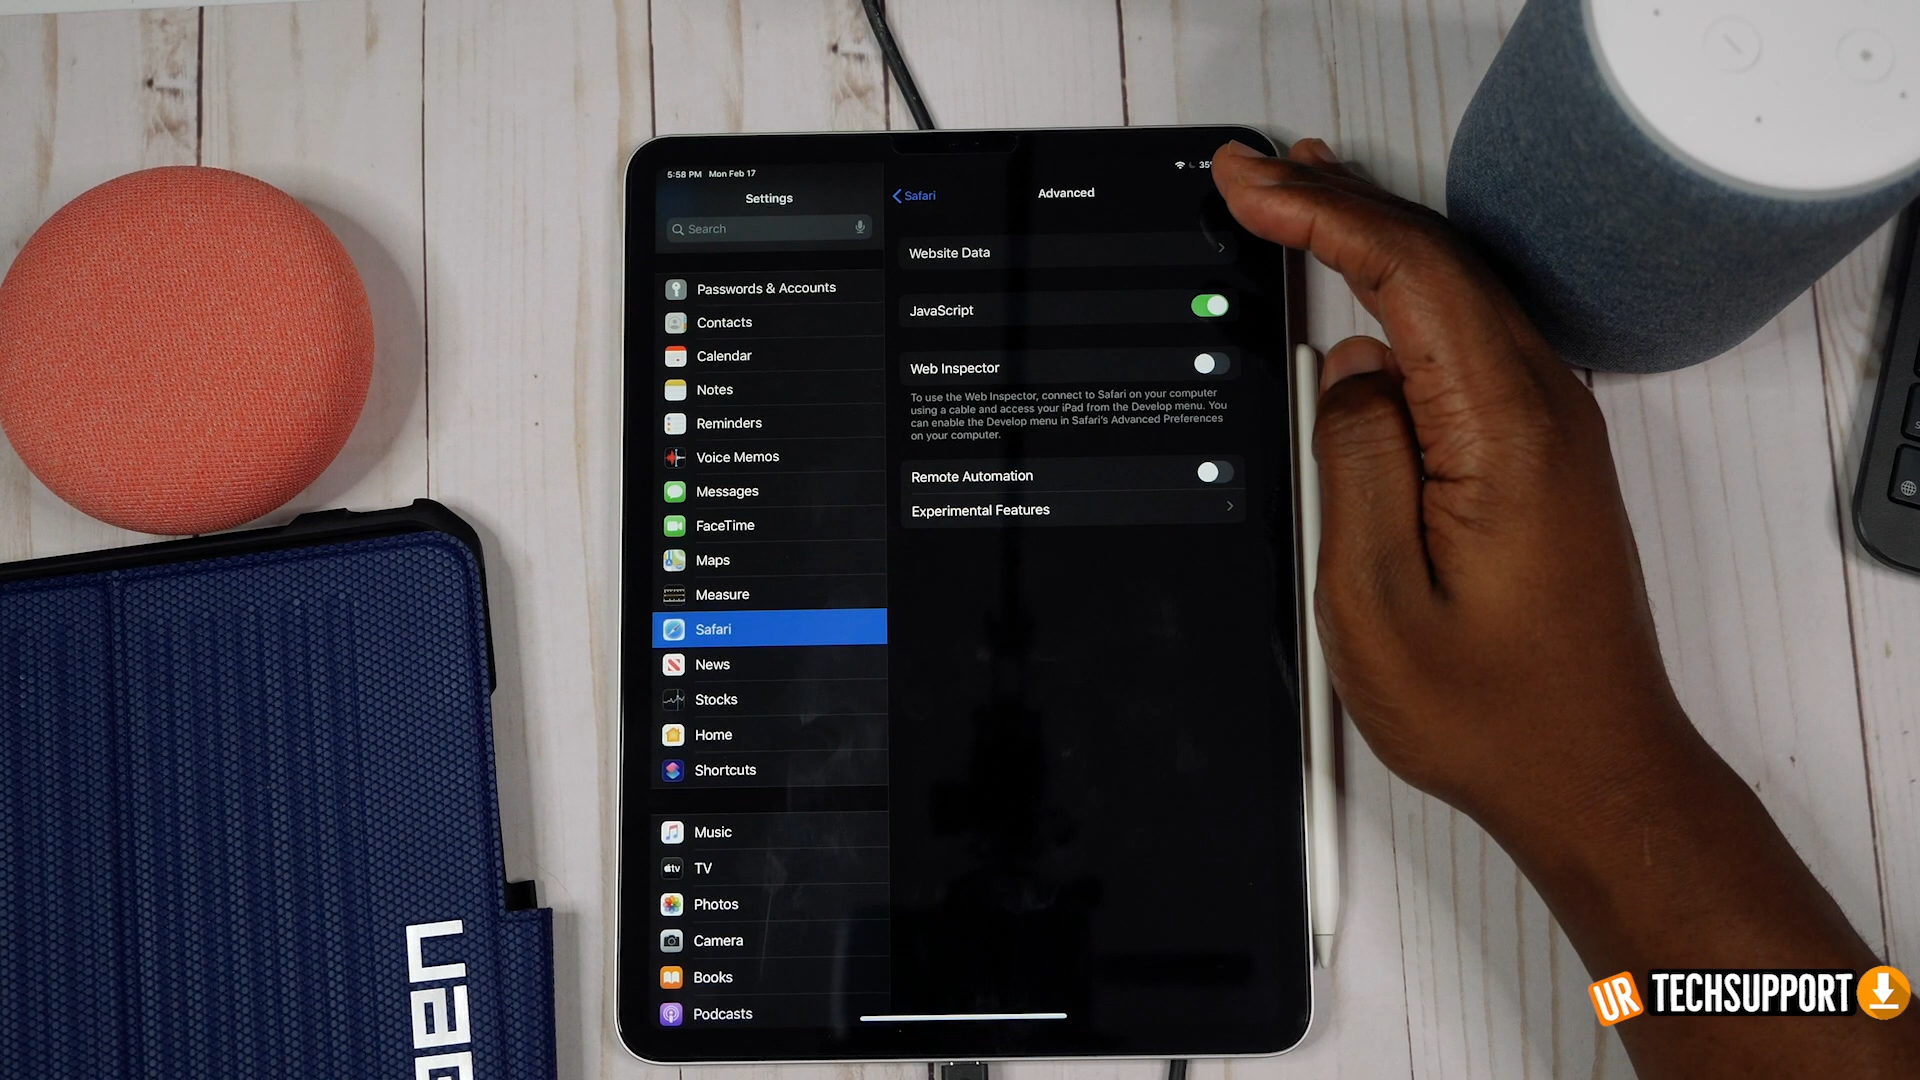 5:58 PM Mon Feb 17
Settings
Search
Passwords & Accounts
Contacts
Calendar
Notes
Reminders
Voice Memos
Messages
FaceTime
Maps
Measure
Safari
News
Stocks
Home
Shortcuts
Music
tv
TV
Photos
Camera
Books
Podcasts
35
Safari
Advanced
Website Data
JavaScript
Web Inspector
To use the Web Inspector, connect to Safari on your computer
using a cable and access your iPad from the Develop menu. You
can enable the Develop menu in Safari's Advanced Preferences
on your computer.
Remote Automation
Experimental Features
UR TECHSUPPORT